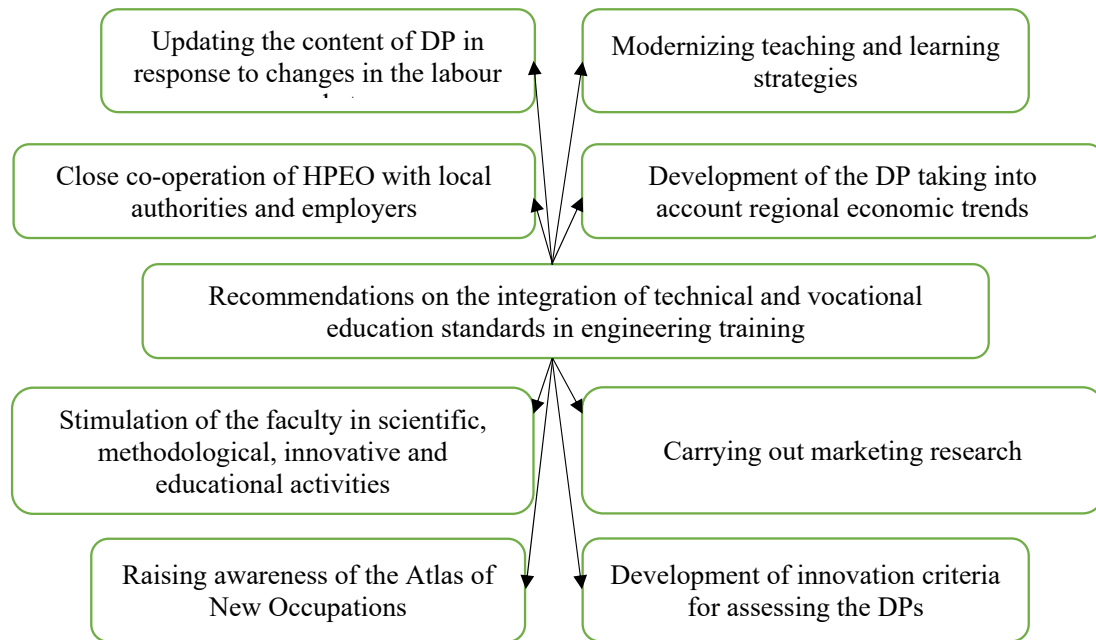 Updating the content of DP in
response to changes in the labour
Modernizing teaching and learning
strategies
Close co-operation of HPEO with local
authorities and employers
Development of the DP taking into
account regional economic trends
Recommendations on the integration of technical and vocational
education standards in engineering training
Stimulation of the faculty in scientific,
methodological, innovative and
educational activities
Carrying out marketing research
Raising awareness of the Atlas of
New Occupations
Development of innovation criteria
for assessing the DPs